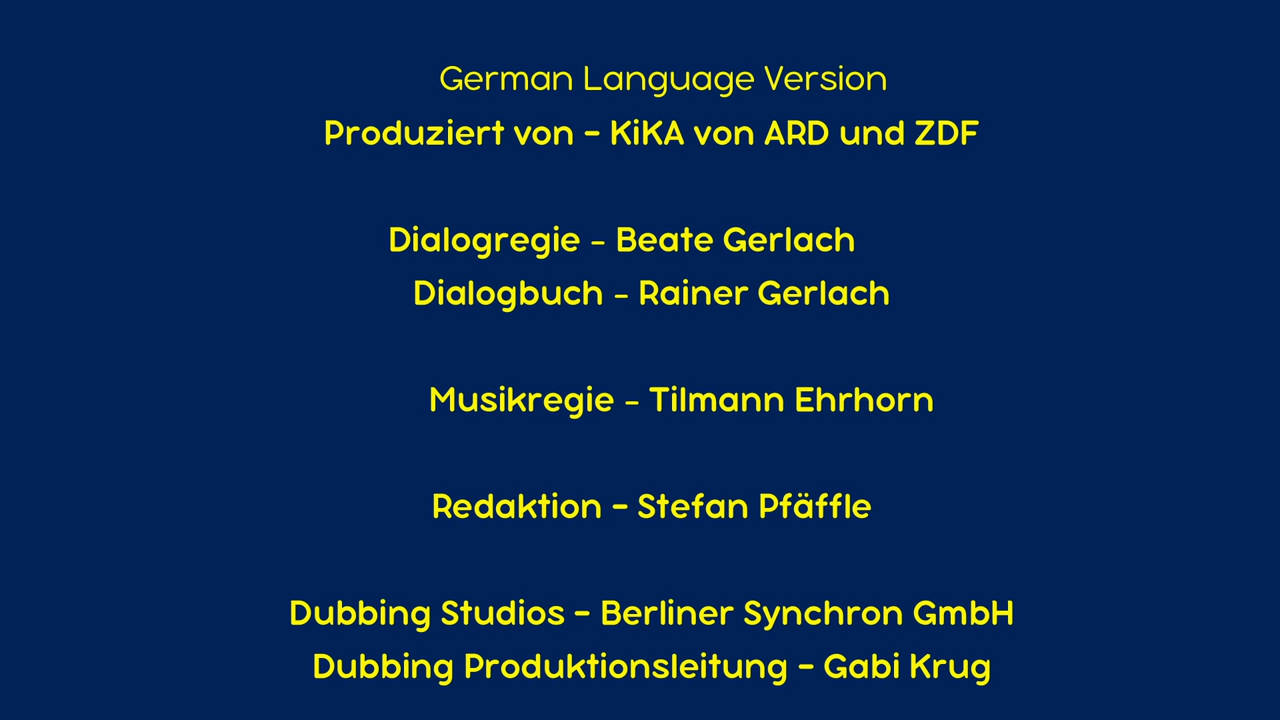 German Language Version
Produziert von - KiKA von ARD und ZDF
Dialogregie - Beate Gerlach
Dialogbuch - Rainer Gerlach
Musikregie - Tilmann Ehrhorn
Redaktion - Stefan Pfäffle
Dubbing Studios - Berliner Synchron GmbH
Dubbing Produktionsleitung - Gabi Krug